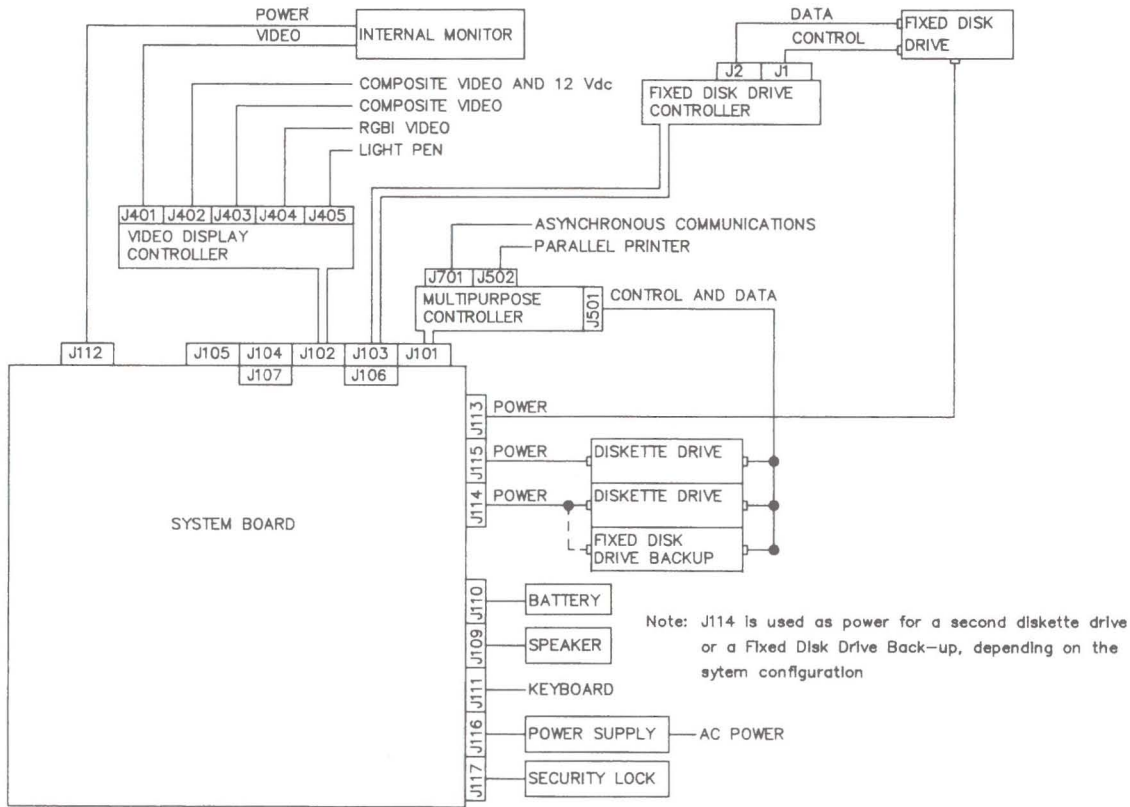 POWER
VIDEO
INTERNAL MONITOR
DATA
CONTROL
FIXED DISK
DRIVE
J2 J1
FIXED DISK DRIVE
CONTROLLER
COMPOSITE VIDEO AND 12 Vdc
COMPOSITE VIDEO
RGBI VIDEO
LIGHT PEN
J401 J402 J403 J404 J405
VIDEO DISPLAY
CONTROLLER
ASYNCHRONOUS COMMUNICATIONS
PARALLEL PRINTER
J701 J502
MULTIPURPOSE
CONTROLLER
J501
CONTROL AND DATA
J112
J105 J104 J102 J103 J101
J107 J106
SYSTEM BOARD
J113
POWER
J115
POWER
DISKETTE DRIVE
J114
POWER
DISKETTE DRIVE
FIXED DISK
DRIVE BACKUP
J110
BATTERY
J109
SPEAKER
J111
KEYBOARD
J116
POWER SUPPLY
AC POWER
J117
SECURITY LOCK
Note: J114 is used as power for a second diskette drive
or a Fixed Disk Drive Back-up, depending on the
sytem configuration